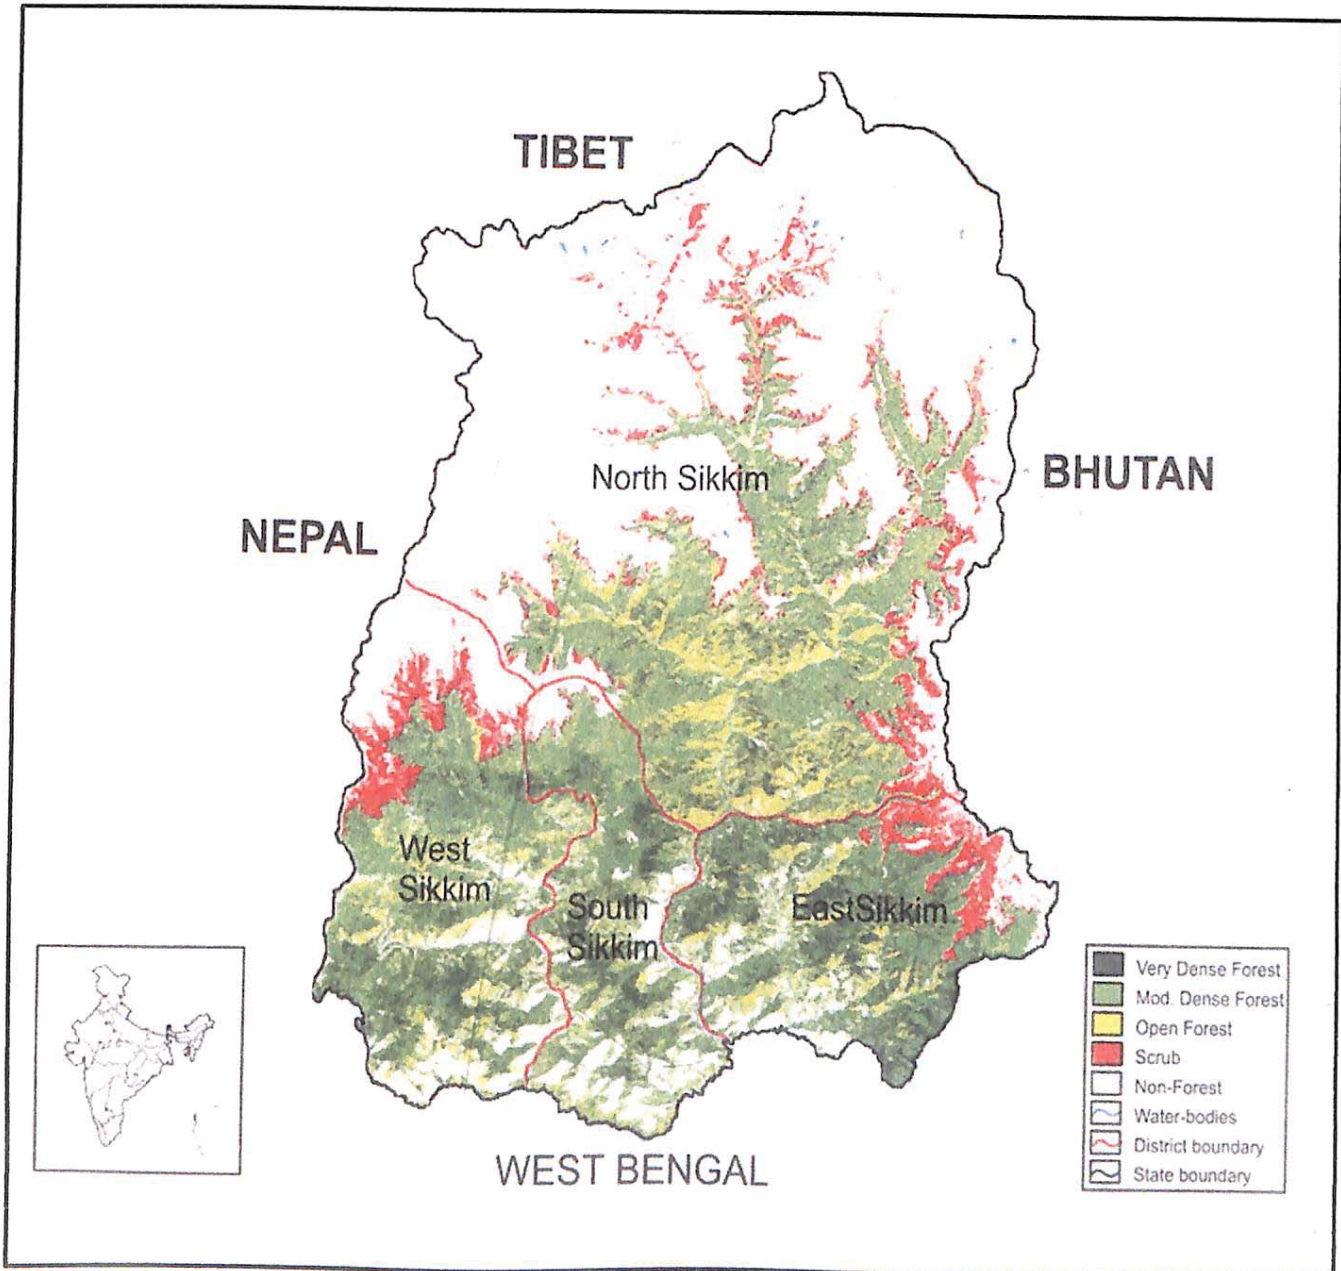 TIBET
North Sikkim
BHUTAN
NEPAL
West
Sikkim
South
Sikkim
EastSikkim
WEST BENGAL
Very Dense Forest
Mod. Dense Forest
Open Forest
Scrub
Non-Forest
Water-bodies
District boundary
State boundary